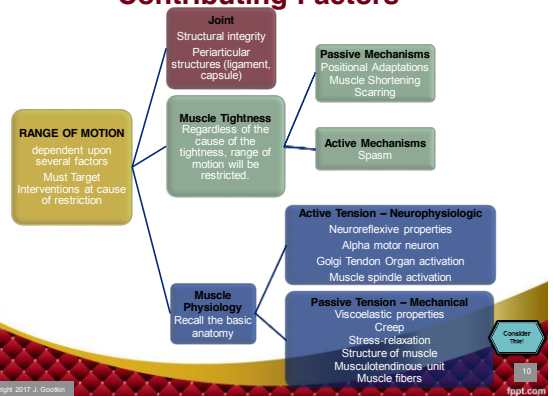 Contributing Factors
Joint
Structural integrity
Periarticular
structures (ligament,
capsule)
RANGE OF MOTION
dependent upon
several factors
Must Target
Interventions at cause
of restriction
Muscle Tightness
Regardless of the
cause of the
tightness, range of
motion will be
restricted.
Passive Mechanisms
Positional Adaptations
Muscle Shortening
Scarring
Active Mechanisms
Spasm
Muscle
Physiology
Recall the basic
anatomy
Active Tension – Neurophysiologic
Neuroreflexive properties
Alpha motor neuron
Golgi Tendon Organ activation
Muscle spindle activation
Passive Tension – Mechanical
Viscoelastic properties
Creep
Stress-relaxation
Structure of muscle
Musculotendinous unit
Muscle fibers
Consider
This!
10
right 2017 J. Gootkin
fppt.com